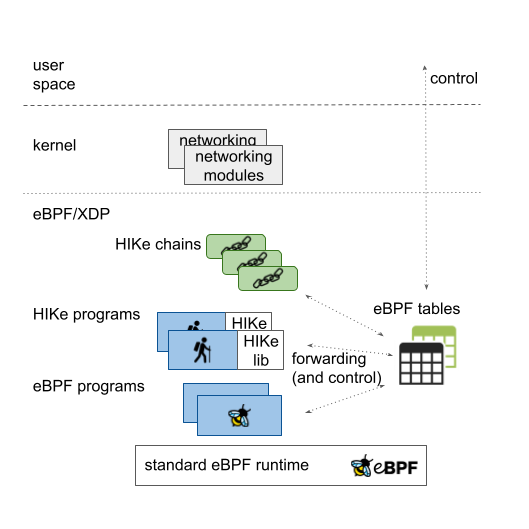 user
space
control
kernel
networking
networking
modules
eBPF/XDP
HIKe chains
eBPF tables
HIKe programs
HIKe
HIKe
lib
forwarding
(and control)
eBPF programs
standard eBPF runtime
eBPF